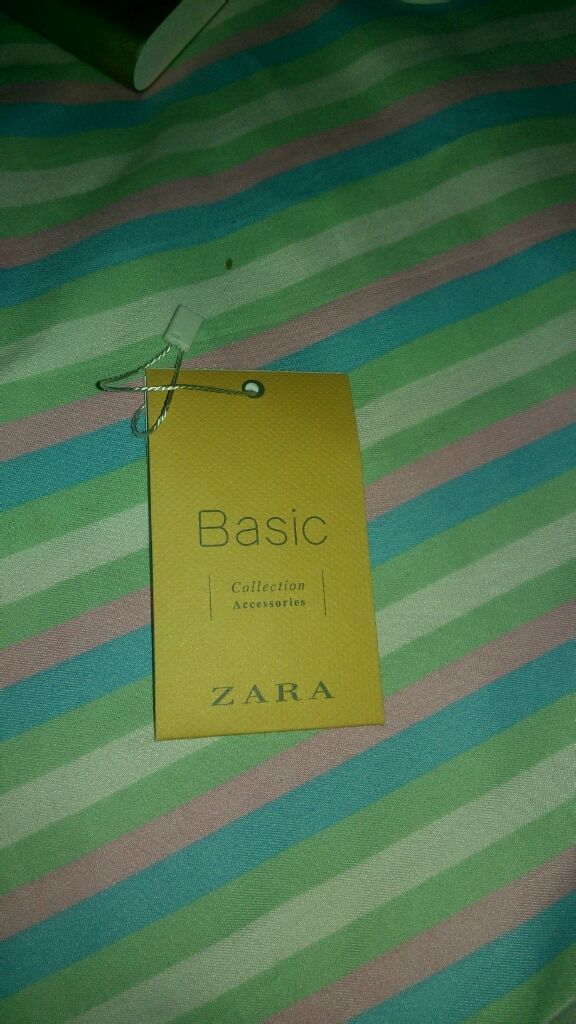 Basic
Collection
Accessories
ZARA